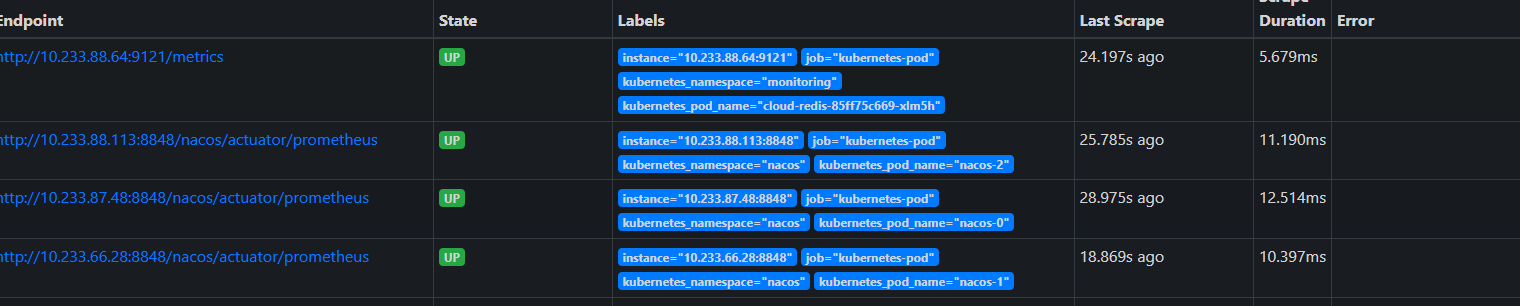 Endpoint State Labels Last Scrape Scrape Duration Error
http://10.233.88.64:9121/metrics UP instance="10.233.88.64:9121" job="kubernetes-pod" 24.197s ago 5.679ms
kubernetes_namespace="monitoring"
kubernetes_pod_name="cloud-redis-85ff75c669-xlm5h"
http://10.233.88.113:8848/nacos/actuator/prometheus UP instance="10.233.88.113:8848" job="kubernetes-pod" 25.785s ago 11.190ms
kubernetes_namespace="nacos" kubernetes_pod_name="nacos-2"
http://10.233.87.48:8848/nacos/actuator/prometheus UP instance="10.233.87.48:8848" job="kubernetes-pod" 28.975s ago 12.514ms
kubernetes_namespace="nacos" kubernetes_pod_name="nacos-0"
http://10.233.66.28:8848/nacos/actuator/prometheus UP instance="10.233.66.28:8848" job="kubernetes-pod" 18.869s ago 10.397ms
kubernetes_namespace="nacos" kubernetes_pod_name="nacos-1"